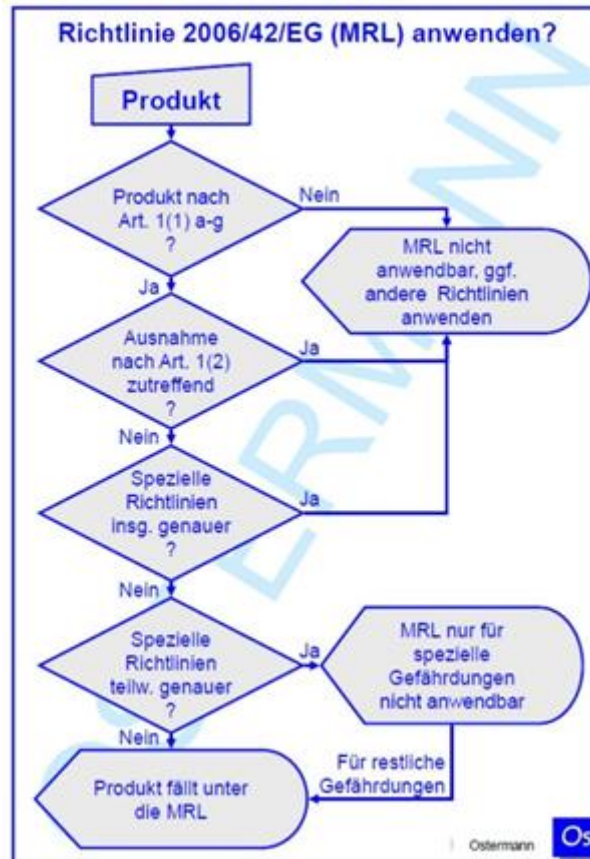 Richtlinie 2006/42/EG (MRL) anwenden?
Produkt
Produkt nach
Art. 1(1) a-g
?
Nein
MRL nicht
anwendbar, ggf.
andere Richtlinien
anwenden
Ja
Ausnahme
nach Art. 1(2)
zutreffend
?
Ja
Nein
Spezielle
Richtlinien
insg. genauer
?
Ja
Nein
Spezielle
Richtlinien
teilw. genauer
?
Ja
MRL nur für
spezielle
Gefährdungen
nicht anwendbar
Nein
Für restliche
Gefährdungen
Produkt fällt unter
die MRL
Ostermann
Os